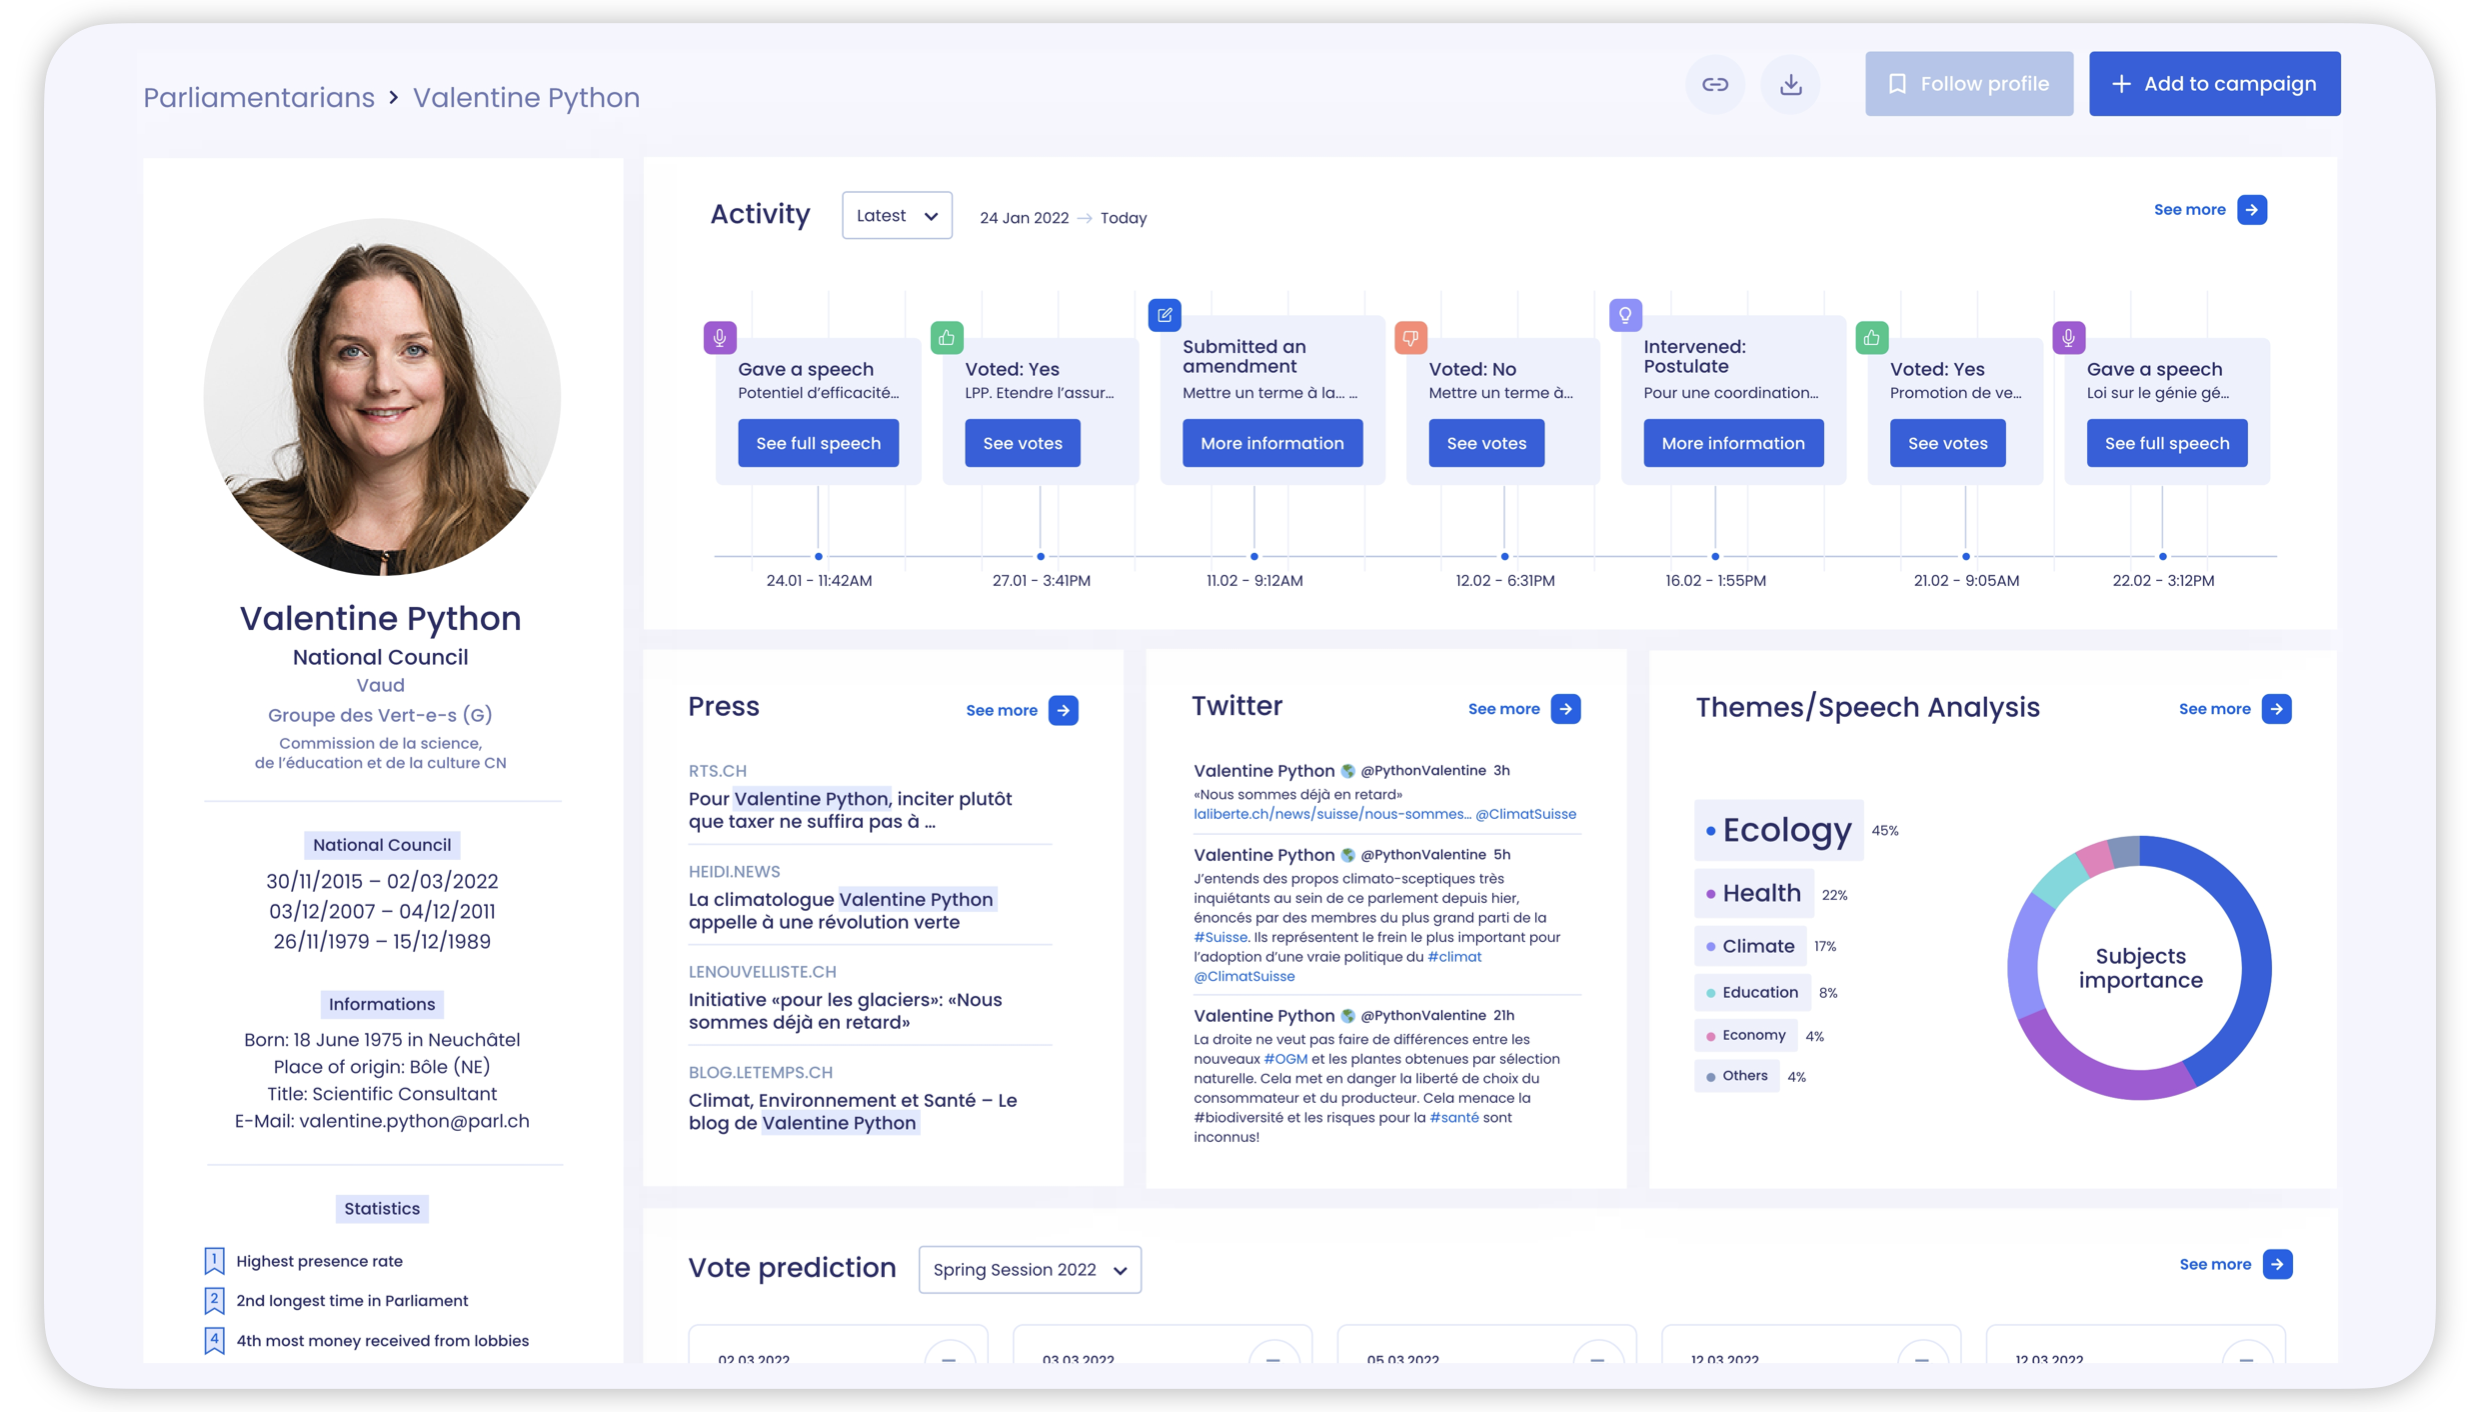 Parliamentarians > Valentine Python
Follow profile
+ Add to campaign
Valentine Python
National Council
Vaud
Groupe des Vert-e-s (G)
Commission de la science,
de l’éducation et de la culture CN
National Council
30/11/2015 – 02/03/2022
03/12/2007 – 04/12/2011
26/11/1979 – 15/12/1989
Informations
Born: 18 June 1975 in Neuchâtel
Place of origin: Bôle (NE)
Title: Scientific Consultant
E-Mail: valentine.python@parl.ch
Statistics
1 Highest presence rate
2 2nd longest time in Parliament
4 4th most money received from lobbies
Activity
Latest
24 Jan 2022 → Today
See more
Gave a speech
Potentiel d’efficacité...
See full speech
24.01 - 11:42AM
Voted: Yes
LPP. Etendre l’assur...
See votes
27.01 - 3:41PM
Submitted an
amendment
Mettre un terme à la... ...
More information
11.02 - 9:12AM
Voted: No
Mettre un terme à...
See votes
12.02 - 6:31PM
Intervened:
Postulate
Pour une coordination...
More information
16.02 - 1:55PM
Voted: Yes
Promotion de ve...
See votes
21.02 - 9:05AM
Gave a speech
Loi sur le génie gé...
See full speech
22.02 - 3:12PM
Press
See more
RTS.CH
Pour Valentine Python, inciter plutôt
que taxer ne suffira pas à ...
HEIDI.NEWS
La climatologue Valentine Python
appelle à une révolution verte
LENOUVELLISTE.CH
Initiative «pour les glaciers»: «Nous
sommes déjà en retard»
BLOG.LETEMPS.CH
Climat, Environnement et Santé – Le
blog de Valentine Python
Twitter
See more
Valentine Python @PythonValentine 3h
«Nous sommes déjà en retard»
laliberte.ch/news/suisse/nous-sommes... @ClimatSuisse
Valentine Python @PythonValentine 5h
J’entends des propos climato-sceptiques très
inquiétants au sein de ce parlement depuis hier,
énoncés par des membres du plus grand parti de la
#Suisse. Ils représentent le frein le plus important pour
l’adoption d’une vraie politique du #climat
@ClimatSuisse
Valentine Python @PythonValentine 21h
La droite ne veut pas faire de différences entre les
nouveaux #OGM et les plantes obtenues par sélection
naturelle. Cela met en danger la liberté de choix du
consommateur et du producteur. Cela menace la
#biodiversité et les risques pour la #santé sont
inconnus!
Themes/Speech Analysis
See more
Ecology 45%
Health 22%
Climate 17%
Education 8%
Economy 4%
Others 4%
Subjects
importance
Vote prediction
Spring Session 2022
See more
02.03.2022
03.03.2022
05.03.2022
12.03.2022
12.03.2022